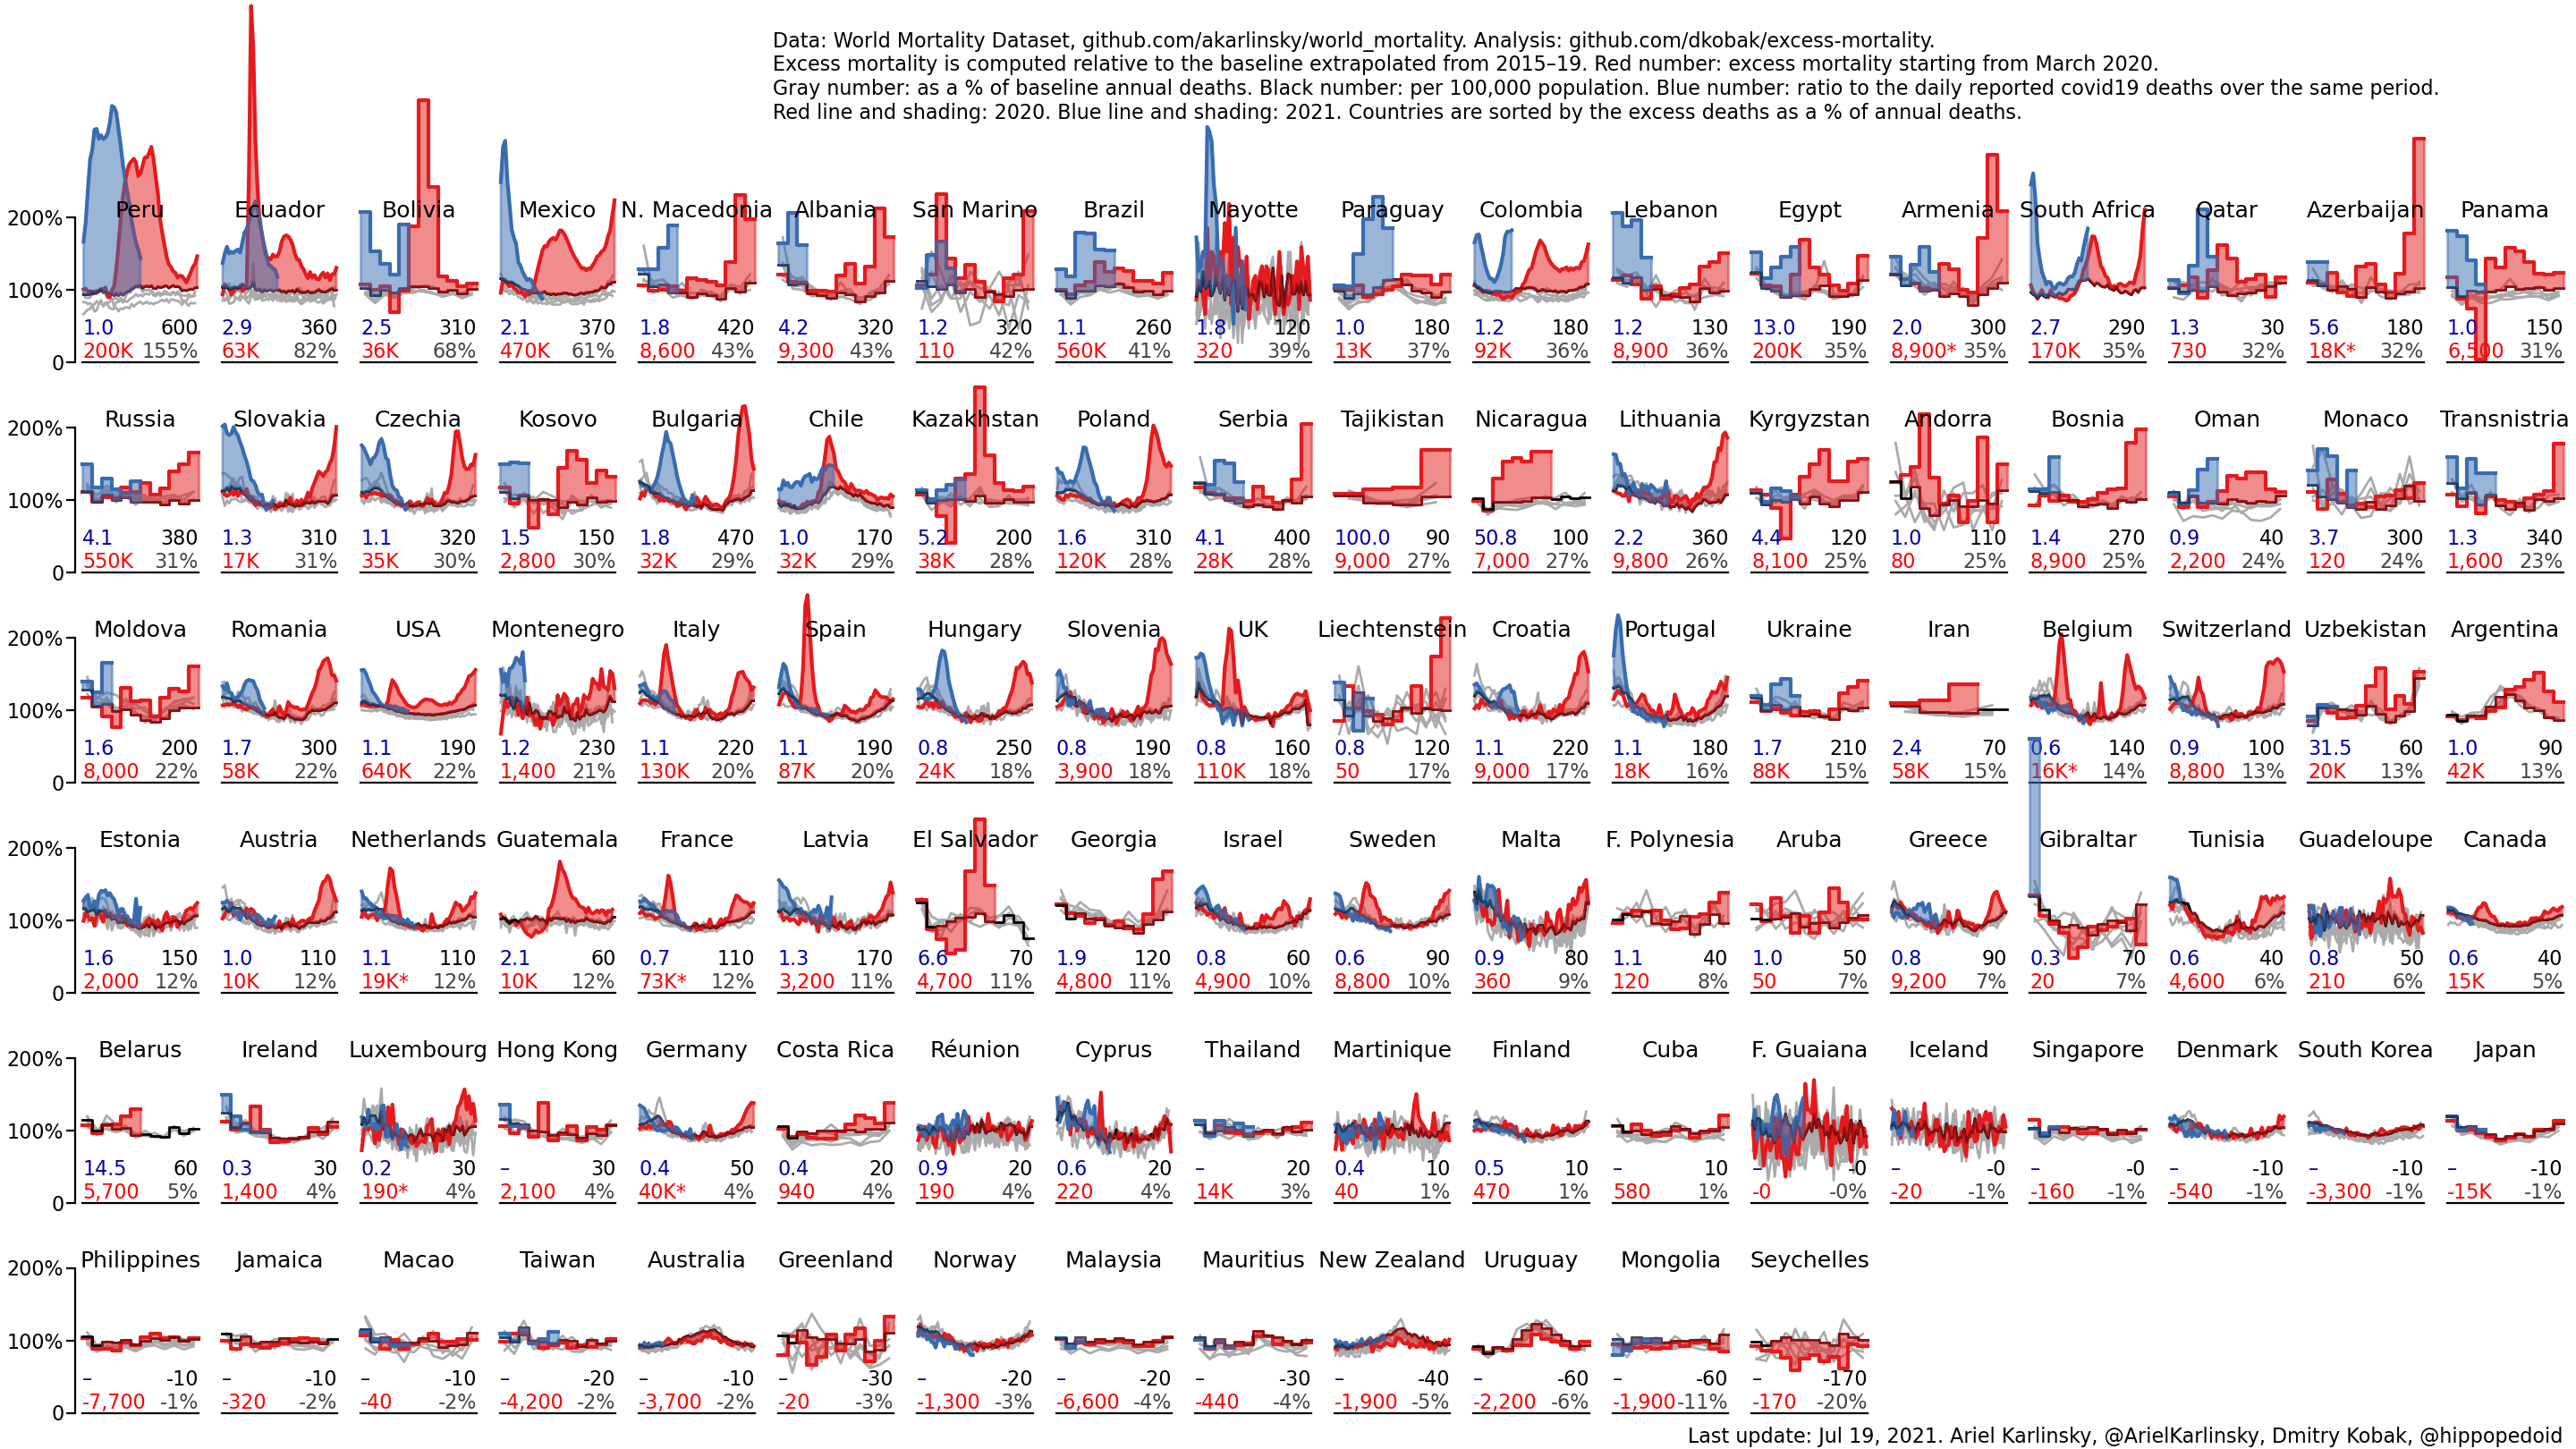 Data: World Mortality Dataset, github.com/akarlinsky/world_mortality. Analysis: github.com/dkobak/excess-mortality.
Excess mortality is computed relative to the baseline extrapolated from 2015–19. Red number: excess mortality starting from March 2020.
Gray number: as a % of baseline annual deaths. Black number: per 100,000 population. Blue number: ratio to the daily reported covid19 deaths over the same period.
Red line and shading: 2020. Blue line and shading: 2021. Countries are sorted by the excess deaths as a % of annual deaths.
200% Peru Ecuador Bolivia Mexico N. Macedonia Albania San Marino Brazil Mayotte Paraguay Colombia Lebanon Egypt Armenia South Africa Qatar Azerbaijan Panama
100%
1.0 600 2.9 360 2.5 310 2.1 370 1.8 420 4.2 320 1.2 320 1.1 260 1.8 120 1.0 180 1.2 180 1.2 130 13.0 190 2.0 300 2.7 290 1.3 30 5.6 180 1.0 150
0 200K 155% 63K 82% 36K 68% 470K 61% 8,600 43% 9,300 43% 110 42% 560K 41% 320 39% 13K 37% 92K 36% 8,900 36% 200K 35% 8,900* 35% 170K 35% 730 32% 18K* 32% 6,500 31%
200% Russia Slovakia Czechia Kosovo Bulgaria Chile Kazakhstan Poland Serbia Tajikistan Nicaragua Lithuania Kyrgyzstan Andorra Bosnia Oman Monaco Transnistria
100%
4.1 380 1.3 310 1.1 320 1.5 150 1.8 470 1.0 170 5.2 200 1.6 310 4.1 400 100.0 90 50.8 100 2.2 360 4.4 120 1.0 110 1.4 270 0.9 40 3.7 300 1.3 340
0 550K 31% 17K 31% 35K 30% 2,800 30% 32K 29% 32K 29% 38K 28% 120K 28% 28K 28% 9,000 27% 7,000 27% 9,800 26% 8,100 25% 80 25% 8,900 25% 2,200 24% 120 24% 1,600 23%
200% Moldova Romania USA Montenegro Italy Spain Hungary Slovenia UK Liechtenstein Croatia Portugal Ukraine Iran Belgium Switzerland Uzbekistan Argentina
100%
1.6 200 1.7 300 1.1 190 1.2 230 1.1 220 1.1 190 0.8 250 0.8 190 0.8 160 0.8 120 1.1 220 1.1 180 1.7 210 2.4 70 0.6 140 0.9 100 31.5 60 1.0 90
0 8,000 22% 58K 22% 640K 22% 1,400 21% 130K 20% 87K 20% 24K 18% 3,900 18% 110K 18% 50 17% 9,000 17% 18K 16% 88K 15% 58K 15% 16K* 14% 8,800 13% 20K 13% 42K 13%
200% Estonia Austria Netherlands Guatemala France Latvia El Salvador Georgia Israel Sweden Malta F. Polynesia Aruba Greece Gibraltar Tunisia Guadeloupe Canada
100%
1.6 150 1.0 110 1.1 110 2.1 60 0.7 110 1.3 170 6.6 70 1.9 120 0.8 60 0.6 90 0.9 80 1.1 40 1.0 50 0.8 90 0.3 70 0.6 40 0.8 50 0.6 40
0 2,000 12% 10K 12% 19K* 12% 10K 12% 73K* 12% 3,200 11% 4,700 11% 4,800 11% 4,900 10% 8,800 10% 360 9% 120 8% 50 7% 9,200 7% 20 7% 4,600 6% 210 6% 15K 5%
200% Belarus Ireland Luxembourg Hong Kong Germany Costa Rica Réunion Cyprus Thailand Martinique Finland Cuba F. Guaiana Iceland Singapore Denmark South Korea Japan
100%
14.5 60 0.3 30 0.2 30 – 30 0.4 50 0.4 20 0.9 20 0.6 20 – 20 0.4 10 0.5 10 – 10 – -0 – -0 – -0 – -10 – -10 – -10
0 5,700 5% 1,400 4% 190* 4% 2,100 4% 40K* 4% 940 4% 190 4% 220 4% 14K 3% 40 1% 470 1% 580 1% -0 -0% -20 -1% -160 -1% -540 -1% -3,300 -1% -15K -1%
200% Philippines Jamaica Macao Taiwan Australia Greenland Norway Malaysia Mauritius New Zealand Uruguay Mongolia Seychelles
100%
– -10 – -10 – -10 – -20 – -10 – -30 – -20 – -20 – -30 – -40 – -60 – -60 – -170
0 -7,700 -1% -320 -2% -40 -2% -4,200 -2% -3,700 -2% -20 -3% -1,300 -3% -6,600 -4% -440 -4% -1,900 -5% -2,200 -6% -1,900 -11% -170 -20%
Last update: Jul 19, 2021. Ariel Karlinsky, @ArielKarlinsky, Dmitry Kobak, @hippopedoid